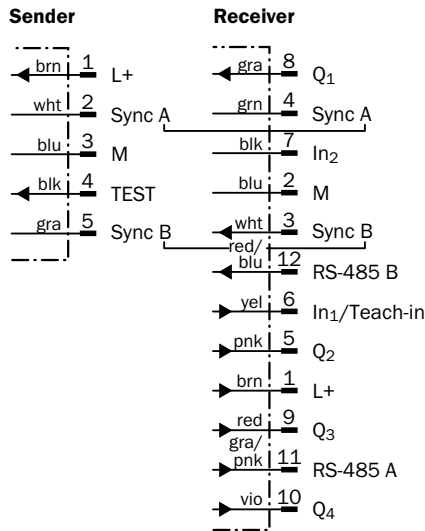 Sender
brn 1 L+
wht 2 Sync A
blu 3 M
blk 4 TEST
gra 5 Sync B
Receiver
gra 8 Q1
grn 4 Sync A
blk 7 In2
blu 2 M
wht 3 Sync B
red/
blu 12 RS-485 B
yel 6 In1/Teach-in
pnk 5 Q2
brn 1 L+
red 9 Q3
gra/
pnk 11 RS-485 A
vio 10 Q4